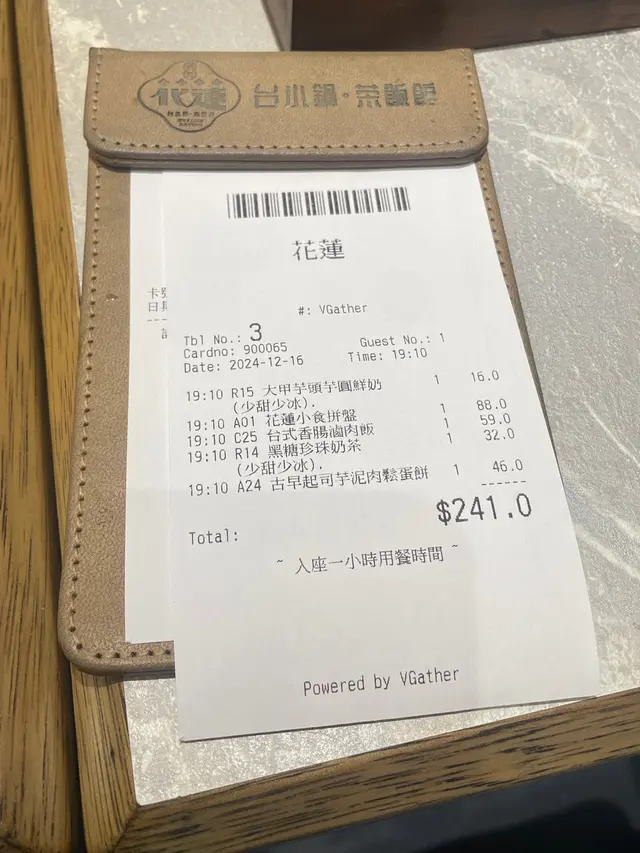 花蓮
台小鍋·茶飯館
花蓮
#: VGather
Tbl No.: 3
Cardno: 900065 Guest No.: 1
Date: 2024-12-16 Time: 19:10
19:10 R15 大甲芋頭芋圓鮮奶 1 16.0
(少甜少冰).
19:10 A01 花蓮小食拼盤 1 88.0
19:10 C25 台式香腸滷肉飯 1 59.0
19:10 R14 黑糖珍珠奶茶 1 32.0
(少甜少冰).
19:10 A24 古早起司芋泥肉鬆蛋餅 1 46.0
------
Total: $241.0
~ 入座一小時用餐時間 ~
Powered by VGather